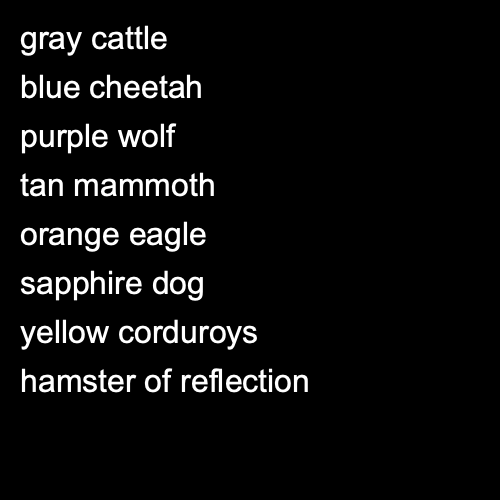 gray cattle
blue cheetah
purple wolf
tan mammoth
orange eagle
sapphire dog
yellow corduroys
hamster of reflection